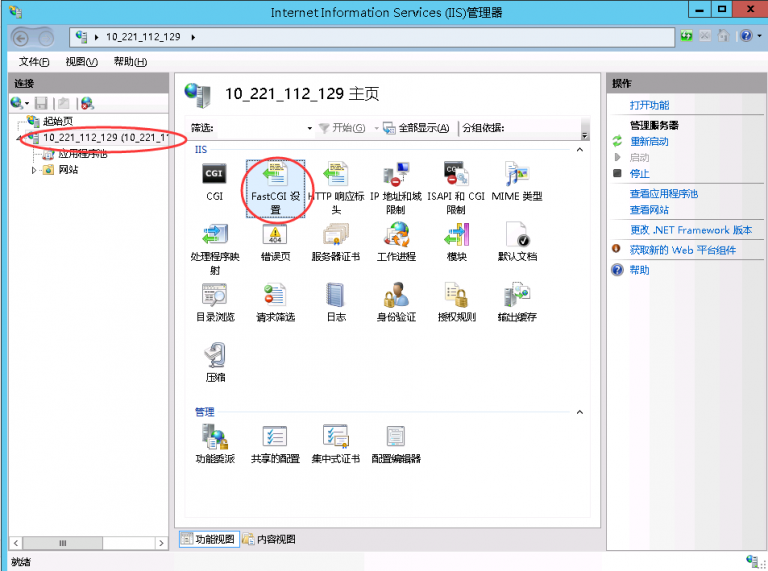 Internet Information Services (IIS)管理器
10_221_112_129
文件(F) 视图(V) 帮助(H)
连接
起始页
10_221_112_129 (10_221_1
应用程序池
网站
10_221_112_129 主页
筛选: 开始(G) 全部显示(A) 分组依据:
IIS
CGI
CGI
FastCGI 设
置
HTTP 响应标
头
IP 地址和域
限制
CGI
ISAPI 和 CGI
限制
MIME 类型
处理程序映
射
404
错误页
服务器证书
工作进程
模块
默认文档
目录浏览
请求筛选
日志
身份验证
授权规则
输出缓存
压缩
管理
功能委派
共享的配置
集中式证书
配置编辑器
功能视图
内容视图
操作
打开功能
管理服务器
重新启动
启动
停止
查看应用程序池
查看网站
更改 .NET Framework 版本
获取新的 Web 平台组件
帮助
就绪